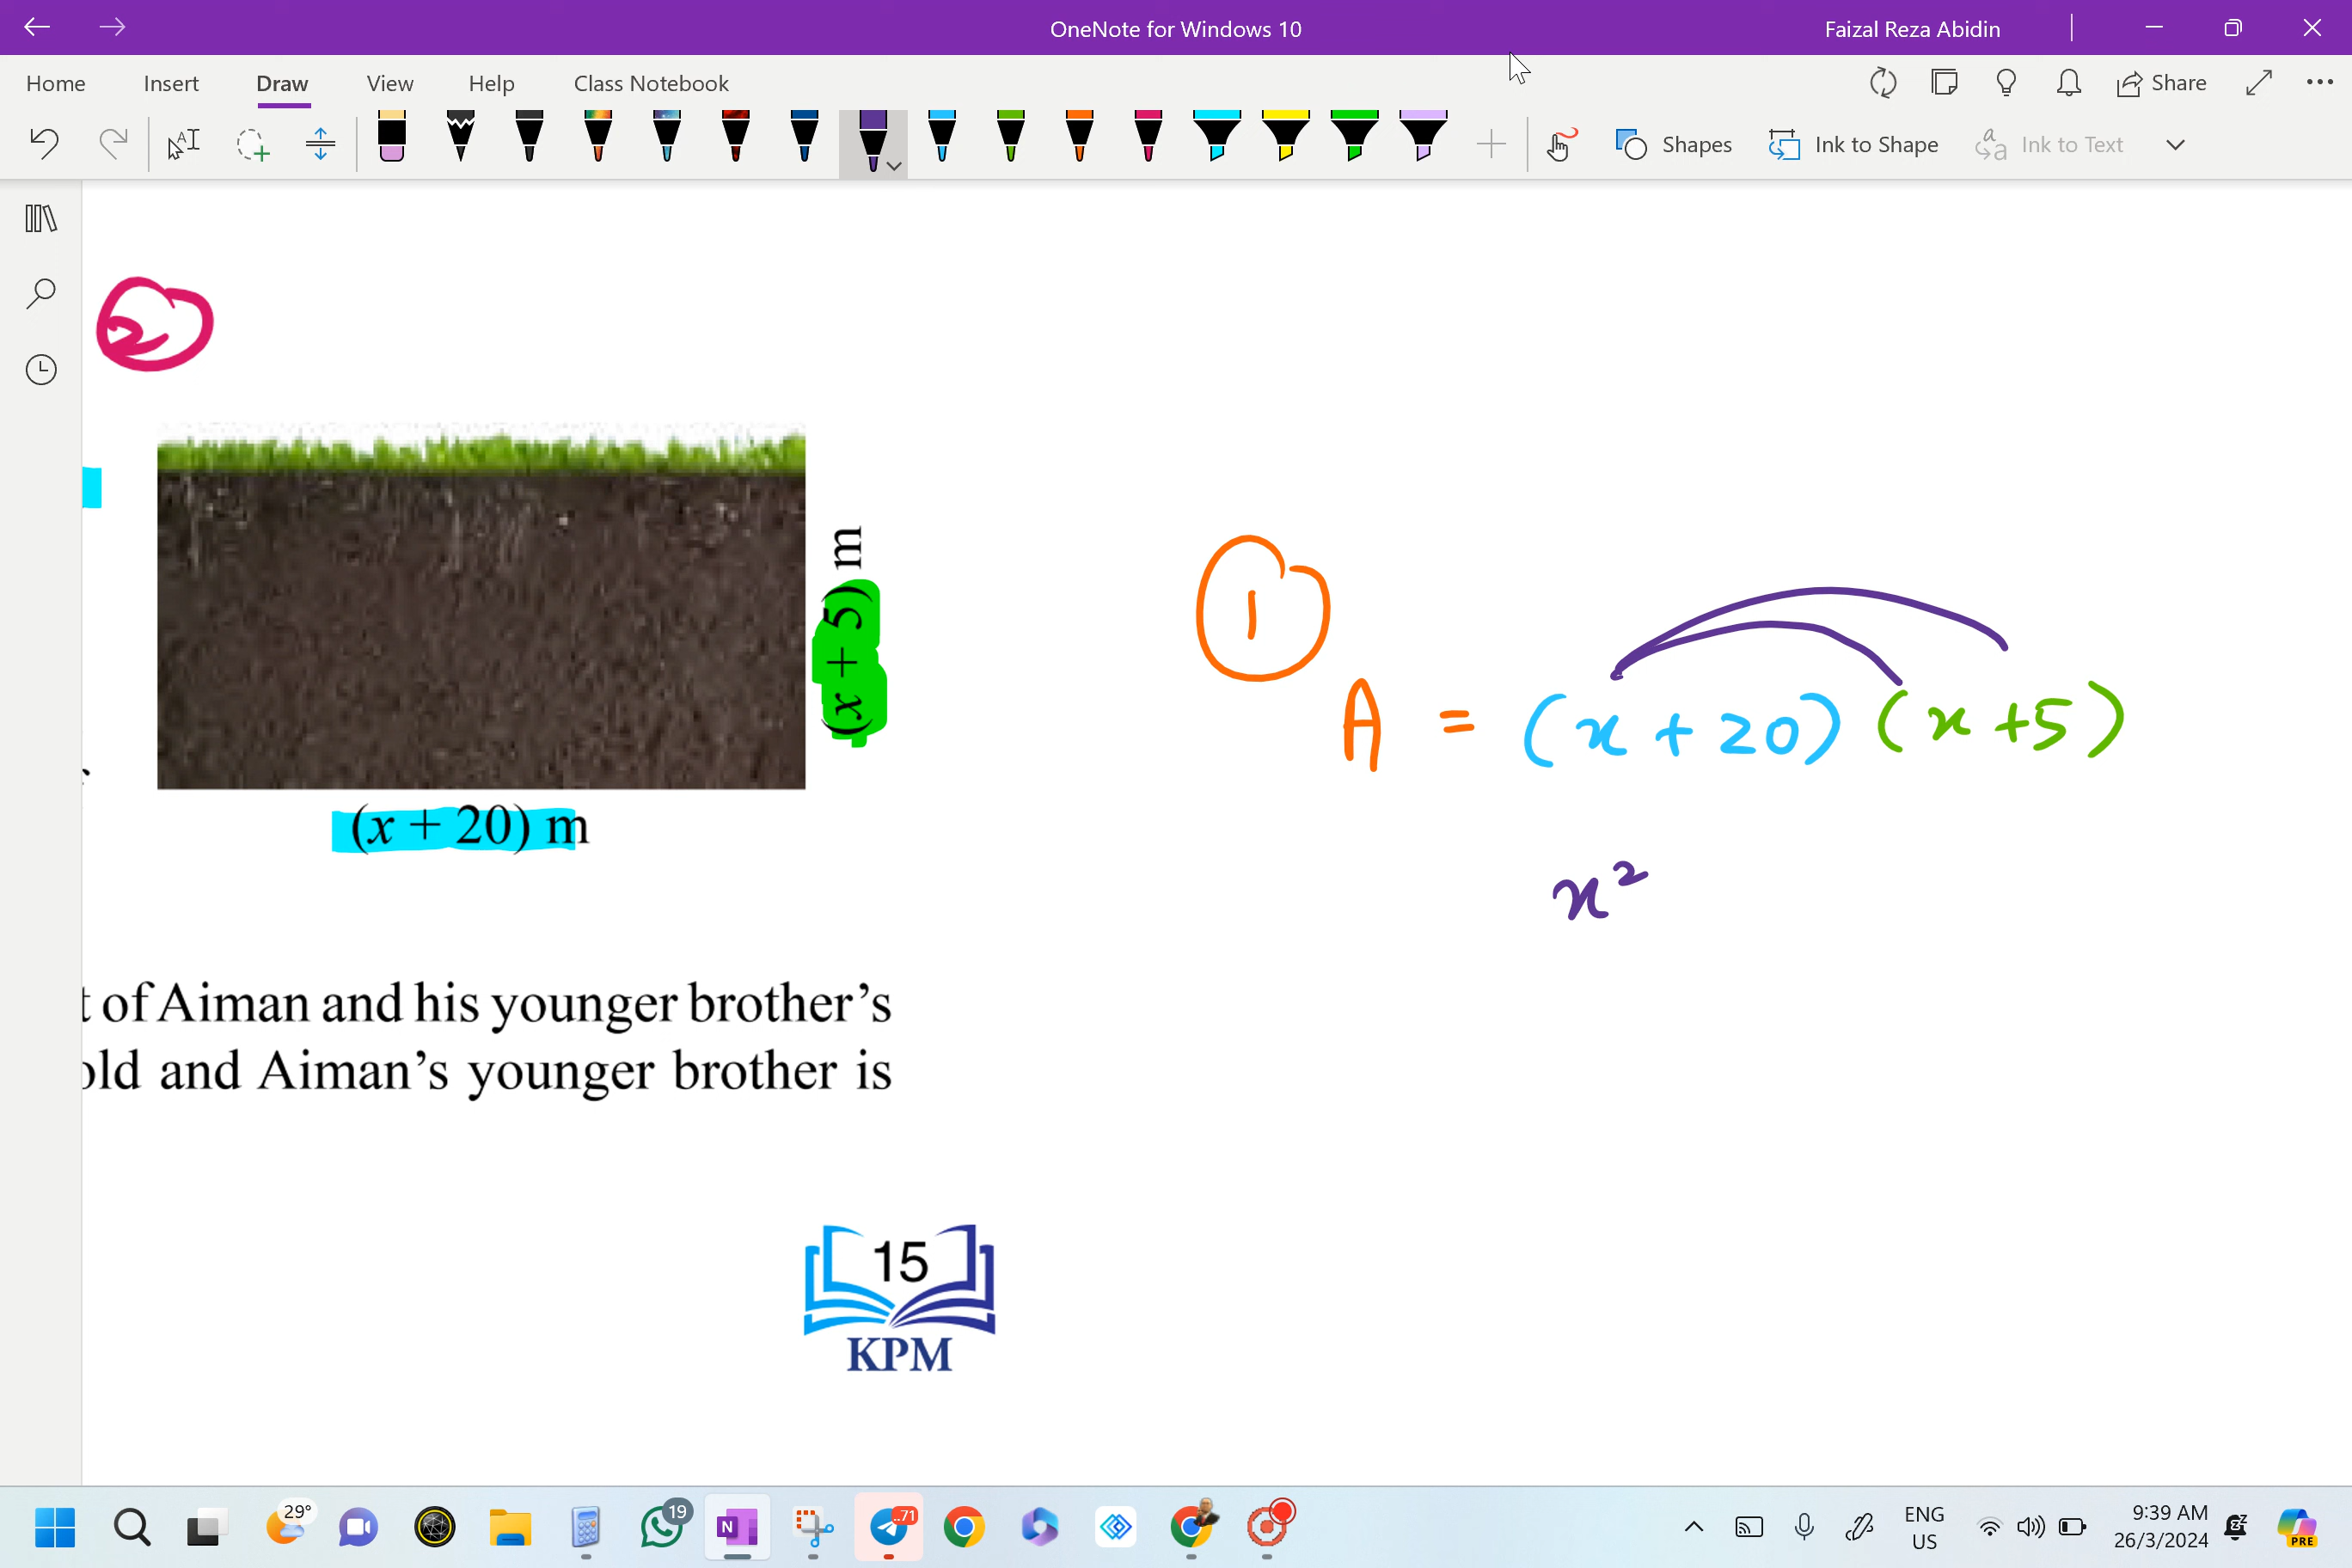 OneNote for Windows 10
Faizal Reza Abidin
Home
Insert
Draw
View
Help
Class Notebook
Share
Shapes
Ink to Shape
Ink to Text
2
(x + 5) m
(x + 20) m
1
A = (x + 20) (x + 5)
x²
t of Aiman and his younger brother’s
old and Aiman’s younger brother is
15
KPM
29°
19
..71
ENG
US
9:39 AM
26/3/2024
PRE